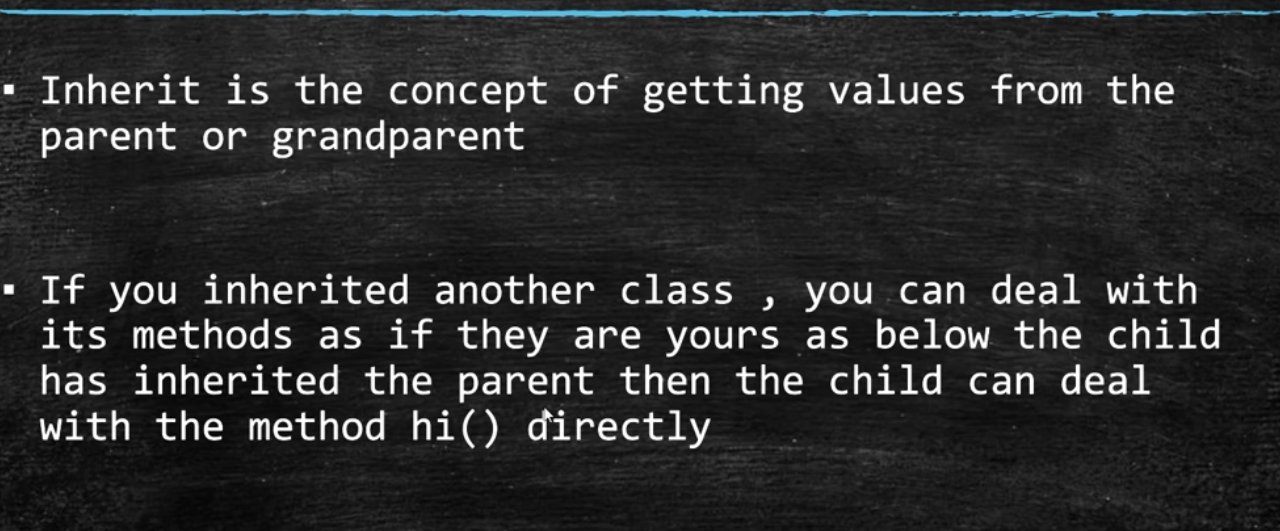 ▪ Inherit is the concept of getting values from the
parent or grandparent
▪ If you inherited another class , you can deal with
its methods as if they are yours as below the child
has inherited the parent then the child can deal
with the method hi() directly